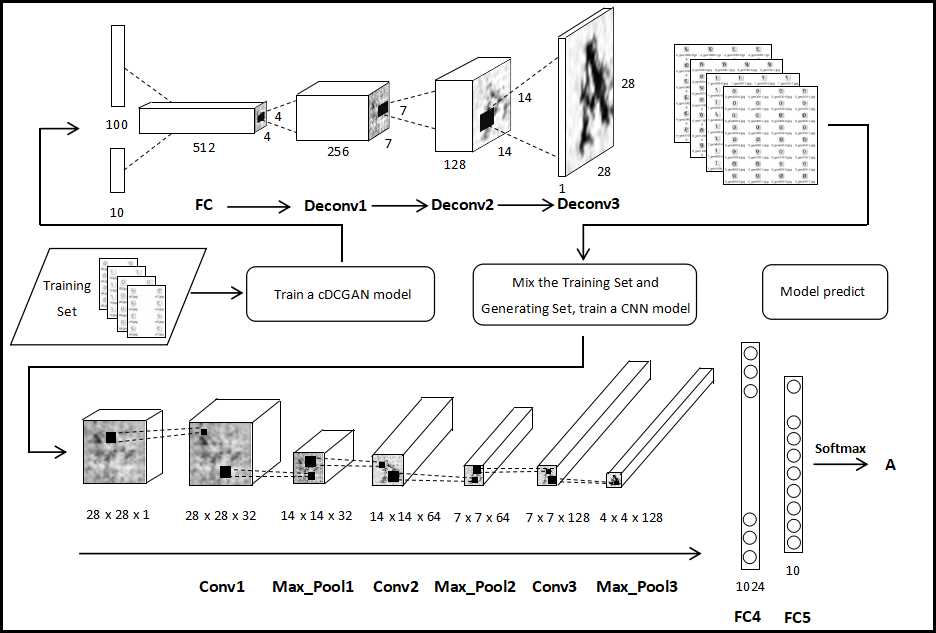 100
10
512
4
4
256
7
7
128
14
14
1
28
28
FC
Deconv1
Deconv2
Deconv3
Training
Set
Train a cDCGAN model
Mix the Training Set and
Generating Set, train a CNN model
Model predict
28 x 28 x 1
28 x 28 x 32
14 x 14 x 32
14 x 14 x 64
7 x 7 x 64
7 x 7 x 128
4 x 4 x 128
Conv1
Max_Pool1
Conv2
Max_Pool2
Conv3
Max_Pool3
1024
FC4
10
FC5
Softmax
A